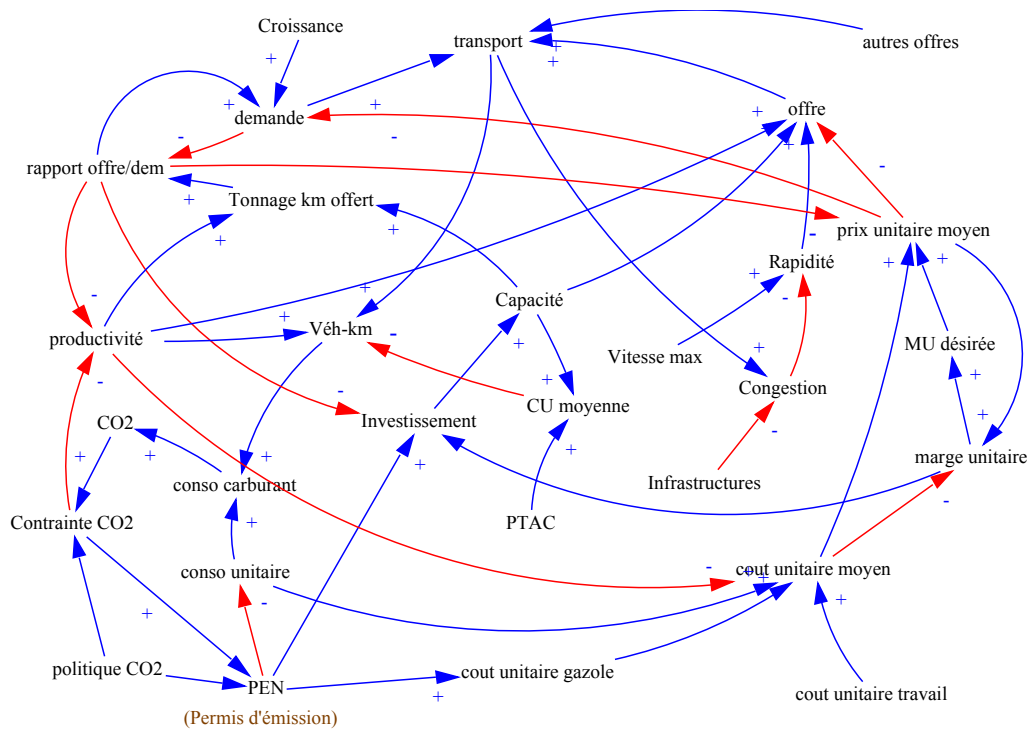 Croissance
transport
autres offres
demande
offre
rapport offre/dem
Tonnage km offert
prix unitaire moyen
Rapidité
Capacité
productivité
Véh-km
Vitesse max
MU désirée
Congestion
CU moyenne
Investissement
CO2
marge unitaire
conso carburant
Infrastructures
Contrainte CO2
PTAC
conso unitaire
cout unitaire moyen
politique CO2
PEN
cout unitaire gazole
cout unitaire travail
(Permis d'émission)